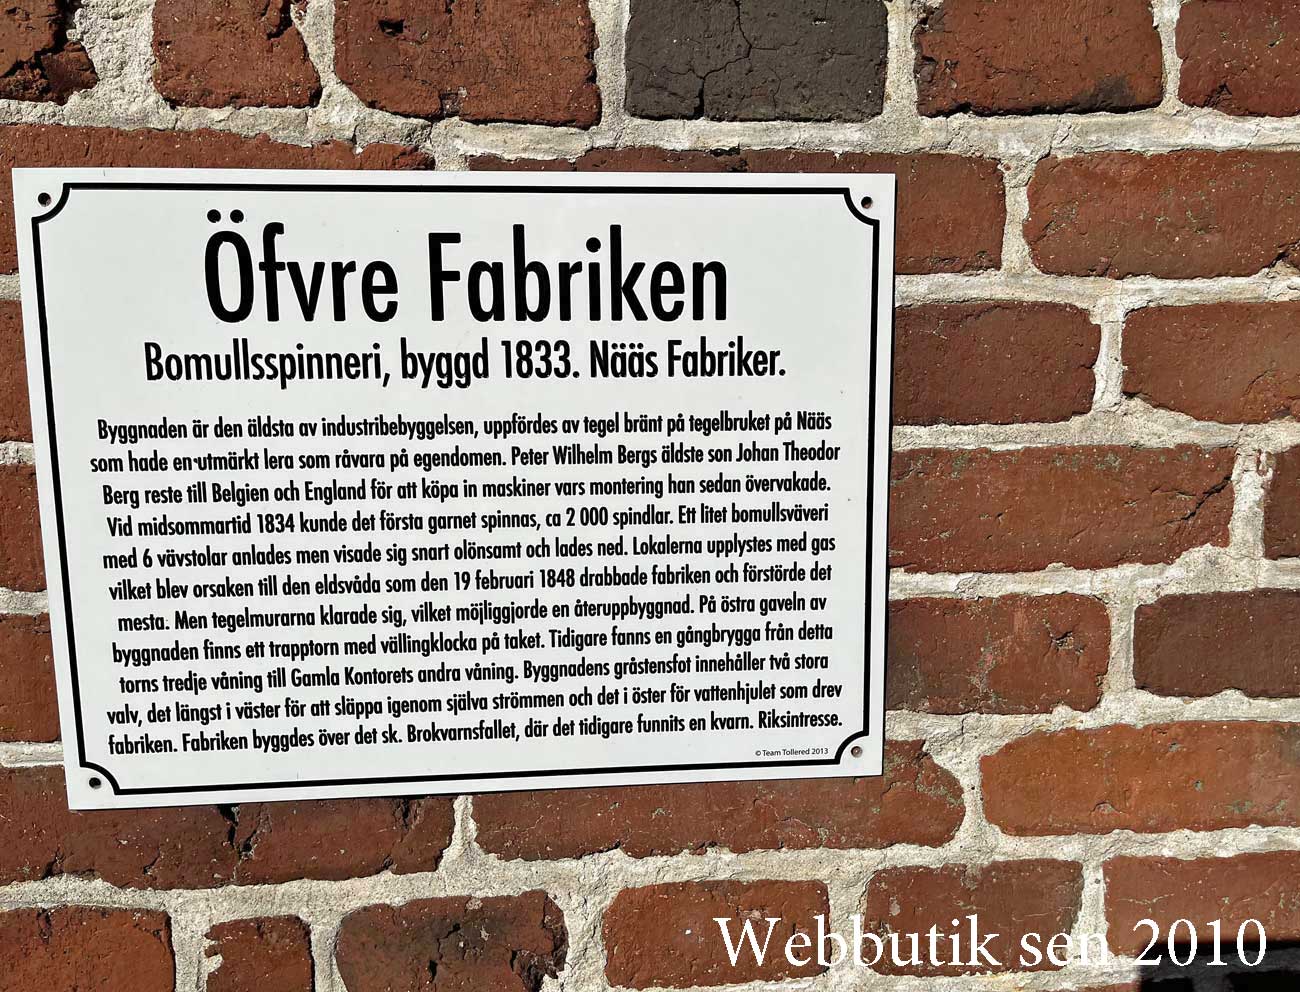 Öfvre Fabriken
Bomullsspinneri, byggd 1833. Nääs Fabriker.
Byggnaden är den äldsta av industribebyggelsen, uppfördes av tegel bränt på tegelbruket på Nääs
som hade en utmärkt lera som råvara på egendomen. Peter Wilhelm Bergs äldste son Johan Theodor
Berg reste till Belgien och England för att köpa in maskiner vars montering han sedan övervakade.
Vid midsommartid 1834 kunde det första garnet spinnas, ca 2 000 spindlar. Ett litet bomullsväveri
med 6 vävstolar anlades men visade sig snart olönsamt och lades ned. Lokalerna upplystes med gas
vilket blev orsaken till den eldsvåda som den 19 februari 1848 drabbade fabriken och förstörde det
mesta. Men tegelmurarna klarade sig, vilket möjliggjorde en återuppbyggnad. På östra gaveln av
byggnaden finns ett trapptorn med vällingklocka på taket. Tidigare fanns en gångbrygga från detta
torns tredje våning till Gamla Kontorets andra våning. Byggnadens gråstensfot innehåller två stora
valv, det längst i väster för att släppa igenom själva strömmen och det i öster för vattenhjulet som drev
fabriken. Fabriken byggdes över det sk. Brokvarnsfallet, där det tidigare funnits en kvarn. Riksintresse.
© Team Tollered 2013
Webbutik sen 2010